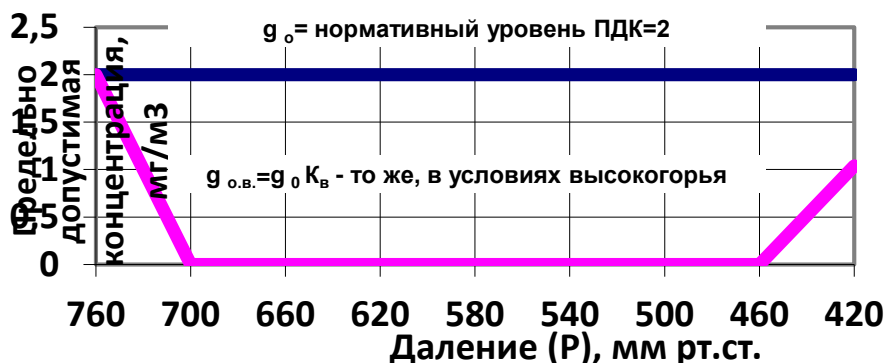 2,5
2
1,5
1
0,5
0
Предельно
допустимая
концентрация,
мг/м3
g о= нормативный уровень ПДК=2
g о.в.=g 0 Кв - то же, в условиях высокогорья
760 700 660 620 580 540 500 460 420
Даление (Р), мм рт.ст.